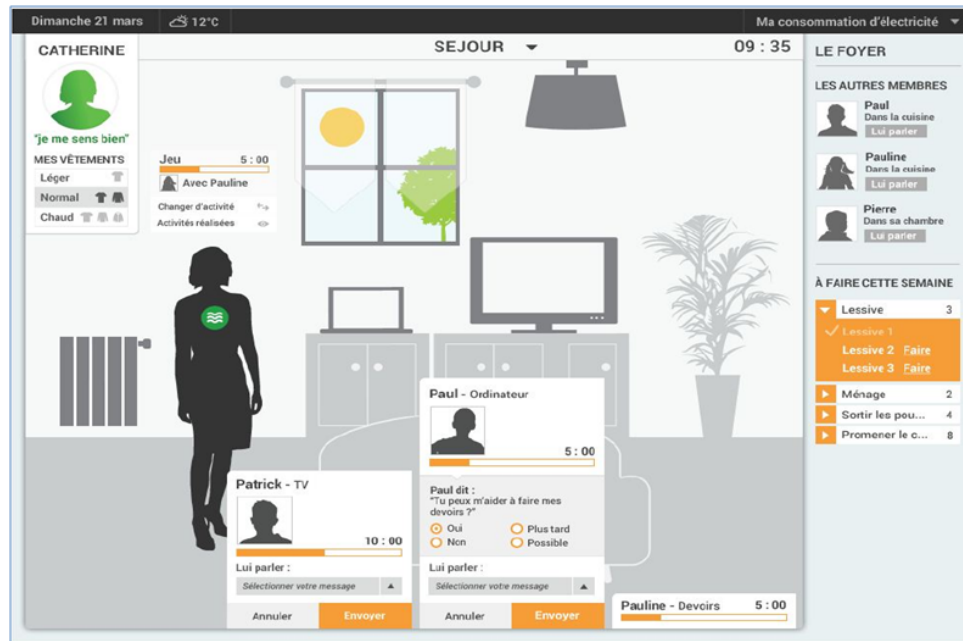 Dimanche 21 mars
12°C
Ma consommation d'électricité
CATHERINE
"je me sens bien"
MES VÊTEMENTS
Léger
Normal
Chaud
SEJOUR
09 : 35
Jeu 5 : 00
Avec Pauline
Changer d'activité
Activités réalisées
Patrick - TV
10 : 00
Lui parler :
Sélectionner votre message
Annuler
Envoyer
Paul - Ordinateur
5 : 00
Paul dit :
"Tu peux m'aider à faire mes
devoirs ?"
Oui
Plus tard
Non
Possible
Lui parler :
Sélectionner votre message
Annuler
Envoyer
Pauline - Devoirs 5 : 00
LE FOYER
LES AUTRES MEMBRES
Paul
Dans la cuisine
Lui parler
Pauline
Dans la cuisine
Lui parler
Pierre
Dans sa chambre
Lui parler
À FAIRE CETTE SEMAINE
Lessive 3
Lessive 1
Lessive 2 Faire
Lessive 3 Faire
Ménage 2
Sortir les pou... 4
Promener le c... 8